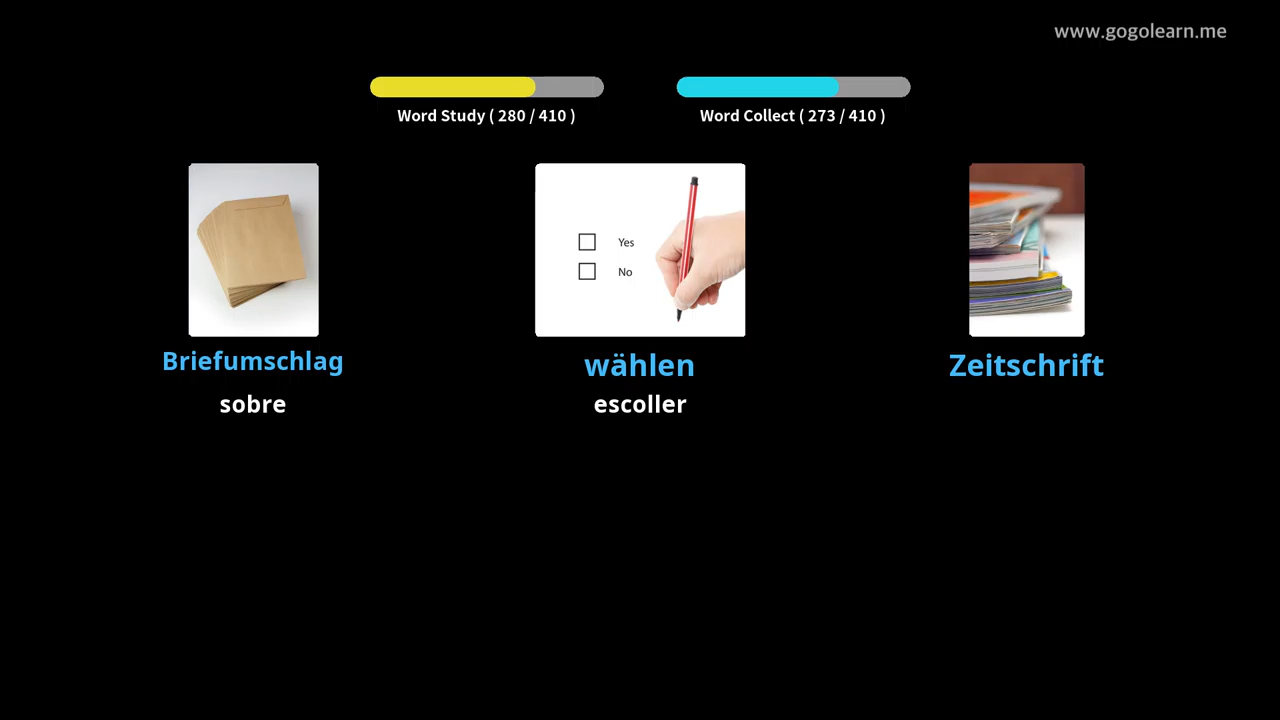 www.gogolearn.me
Word Study ( 280 / 410 )
Word Collect ( 273 / 410 )
Yes
No
Briefumschlag
wählen
Zeitschrift
sobre
escoller